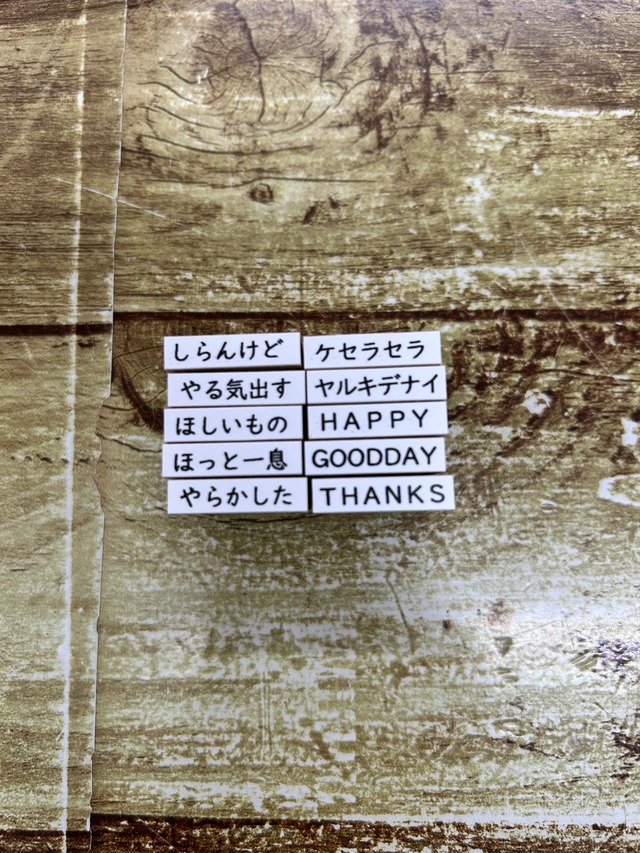 しらんけど ケセラセラ
やる気出す ヤルキデナイ
ほしいもの HAPPY
ほっと一息 GOODDAY
やらかした THANKS